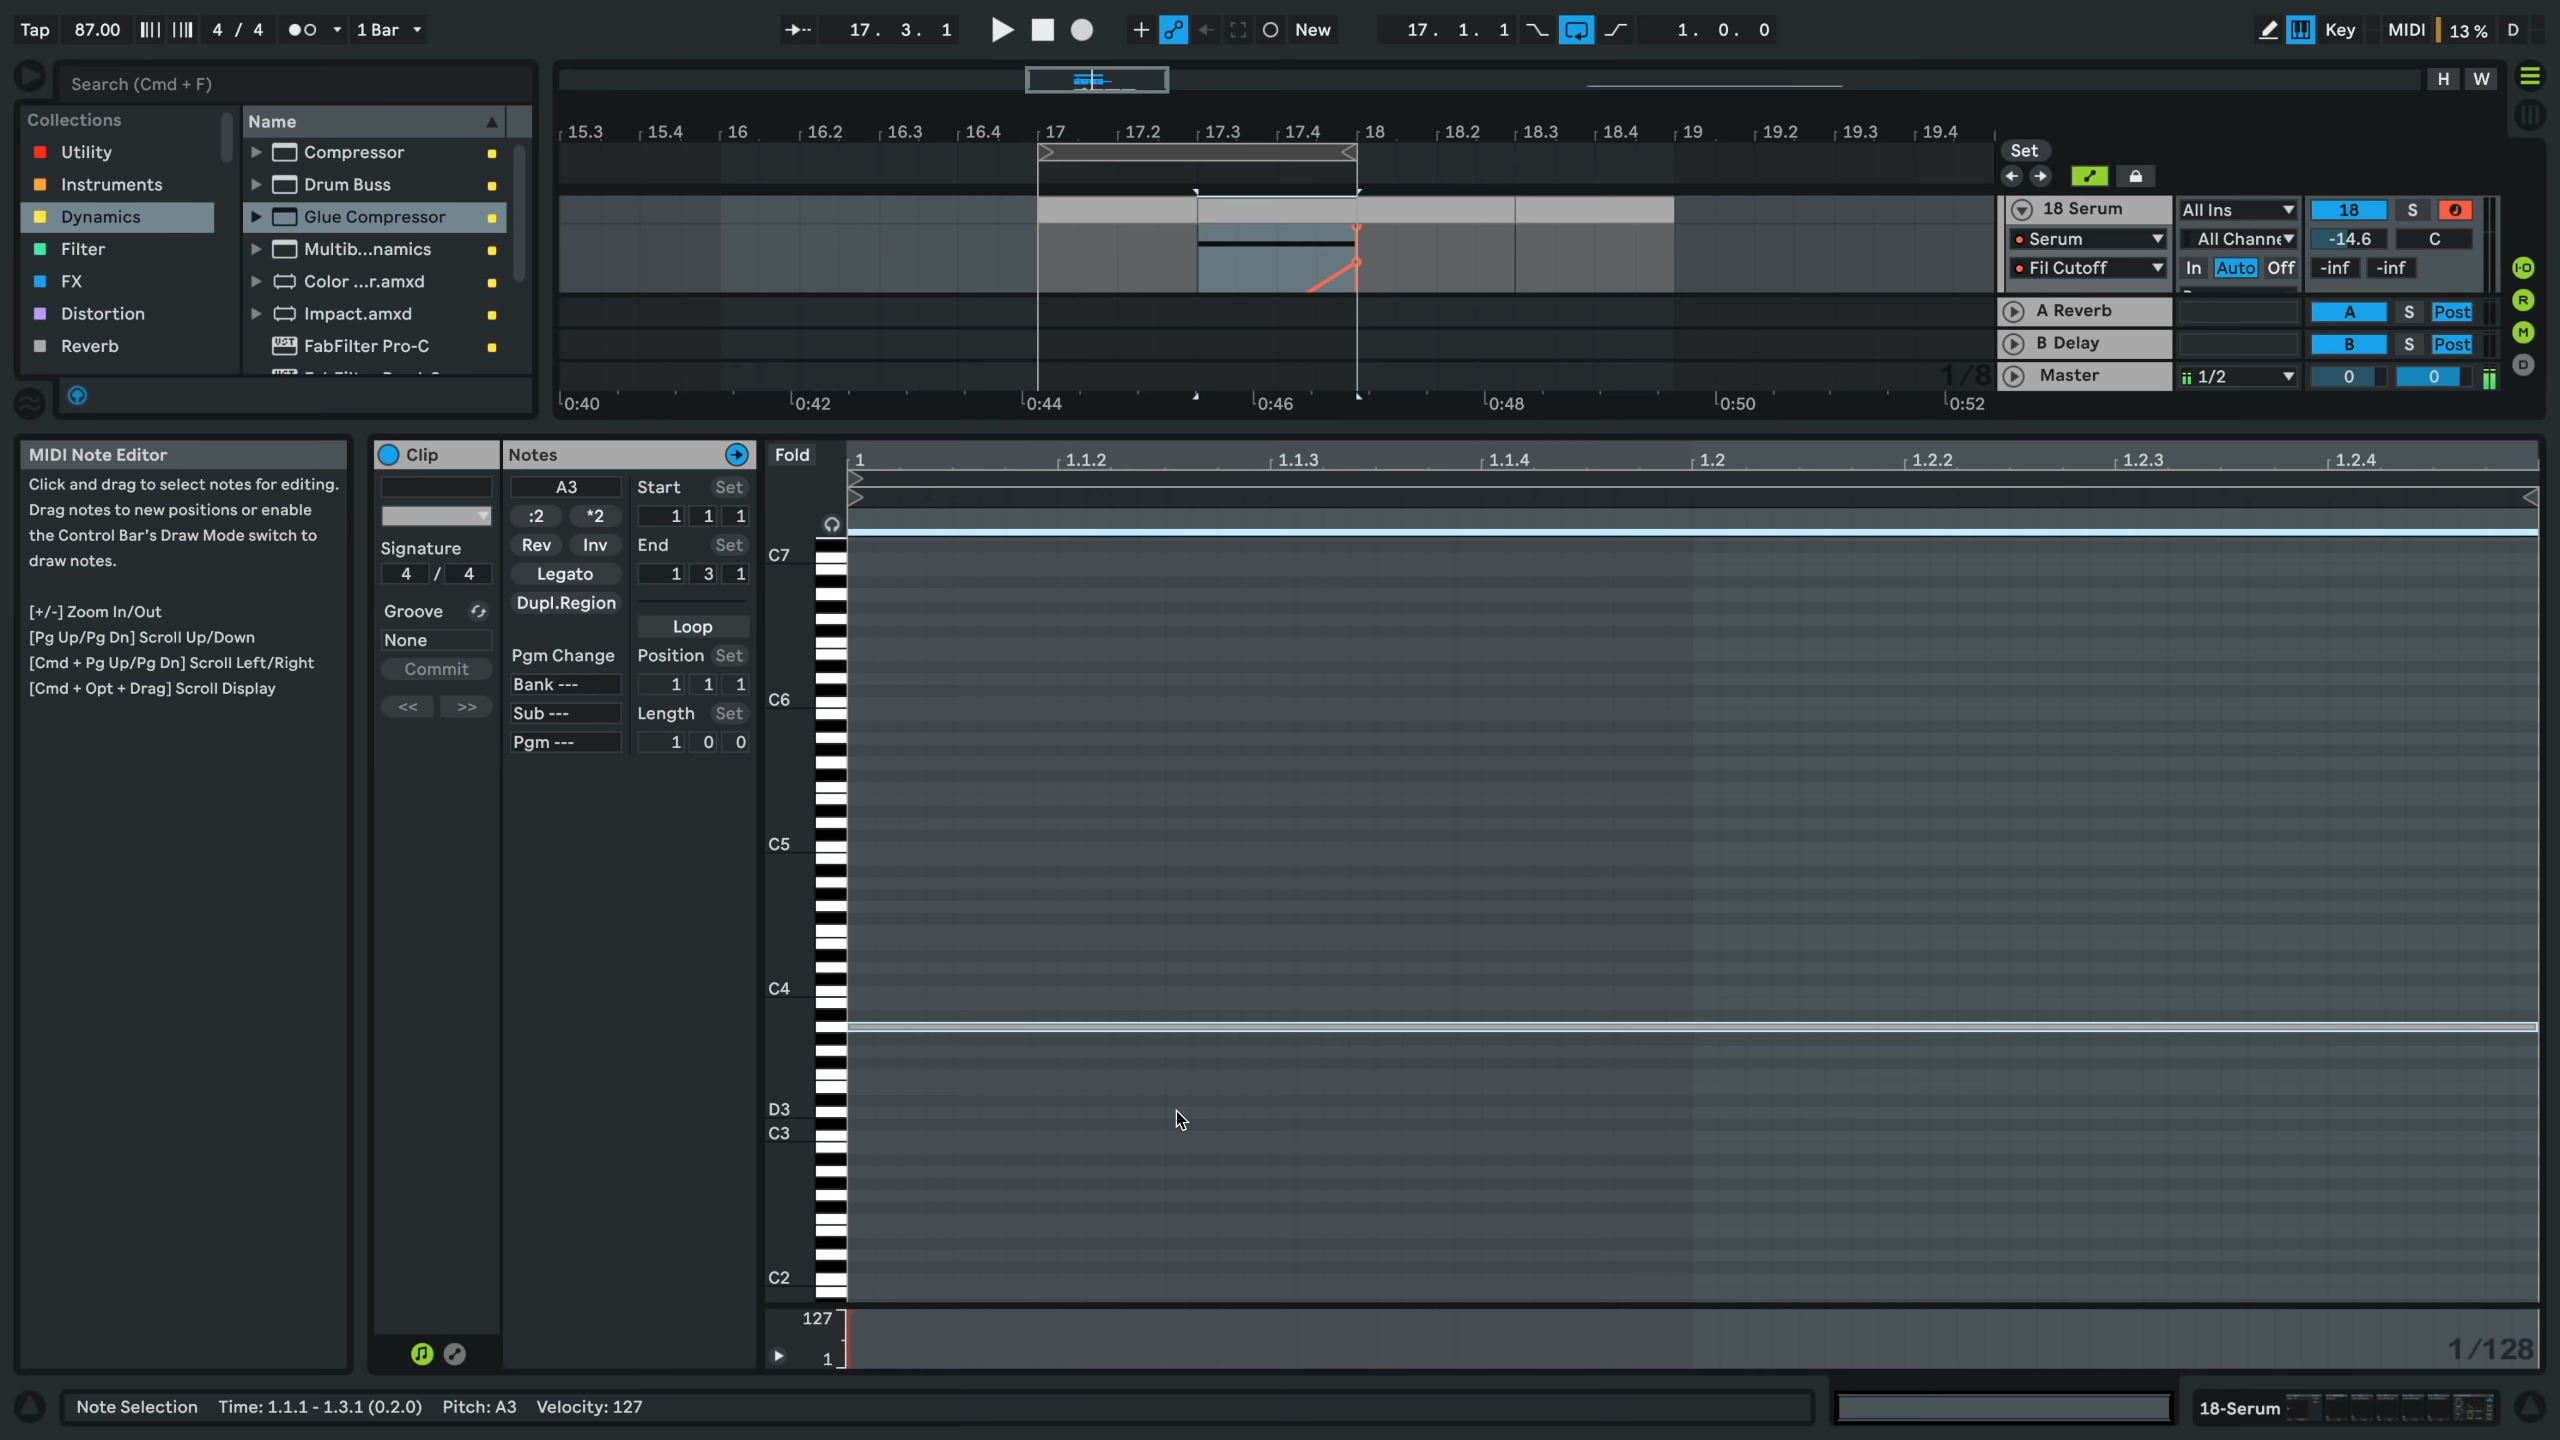 Tap 87.00 4 / 4 1 Bar 17. 3. 1 New 17. 1. 1 1. 0. 0 Key MIDI 13 % D
Search (Cmd + F)
H W
Collections Name
Utility
Instruments
Dynamics
Filter
FX
Distortion
Reverb
Compressor
Drum Buss
Glue Compressor
Multib...namics
Color ...r.amxd
Impact.amxd
FabFilter Pro-C
15.3 15.4 16 16.2 16.3 16.4 17 17.2 17.3 17.4 18 18.2 18.3 18.4 19 19.2 19.3 19.4
Set
18 Serum All Ins 18 S
Serum All Channe -14.6 C
Fil Cutoff In Auto Off -inf -inf
A Reverb A S Post
B Delay B S Post
Master 1/2 0 0
I·O
R
M
D
1/8
0:40 0:42 0:44 0:46 0:48 0:50 0:52
MIDI Note Editor
Click and drag to select notes for editing.
Drag notes to new positions or enable
the Control Bar's Draw Mode switch to
draw notes.
[+/-] Zoom In/Out
[Pg Up/Pg Dn] Scroll Up/Down
[Cmd + Pg Up/Pg Dn] Scroll Left/Right
[Cmd + Opt + Drag] Scroll Display
Clip
Signature
4 / 4
Groove
None
Commit
<< >>
Notes
A3
:2 *2
Rev Inv
Legato
Dupl.Region
Pgm Change
Bank ---
Sub ---
Pgm ---
Start Set
1 1 1
End Set
1 3 1
Loop
Position Set
1 1 1
Length Set
1 0 0
Fold 1 1.1.2 1.1.3 1.1.4 1.2 1.2.2 1.2.3 1.2.4
C7
C6
C5
C4
D3
C3
C2
127
1
1/128
Note Selection Time: 1.1.1 - 1.3.1 (0.2.0) Pitch: A3 Velocity: 127
18-Serum